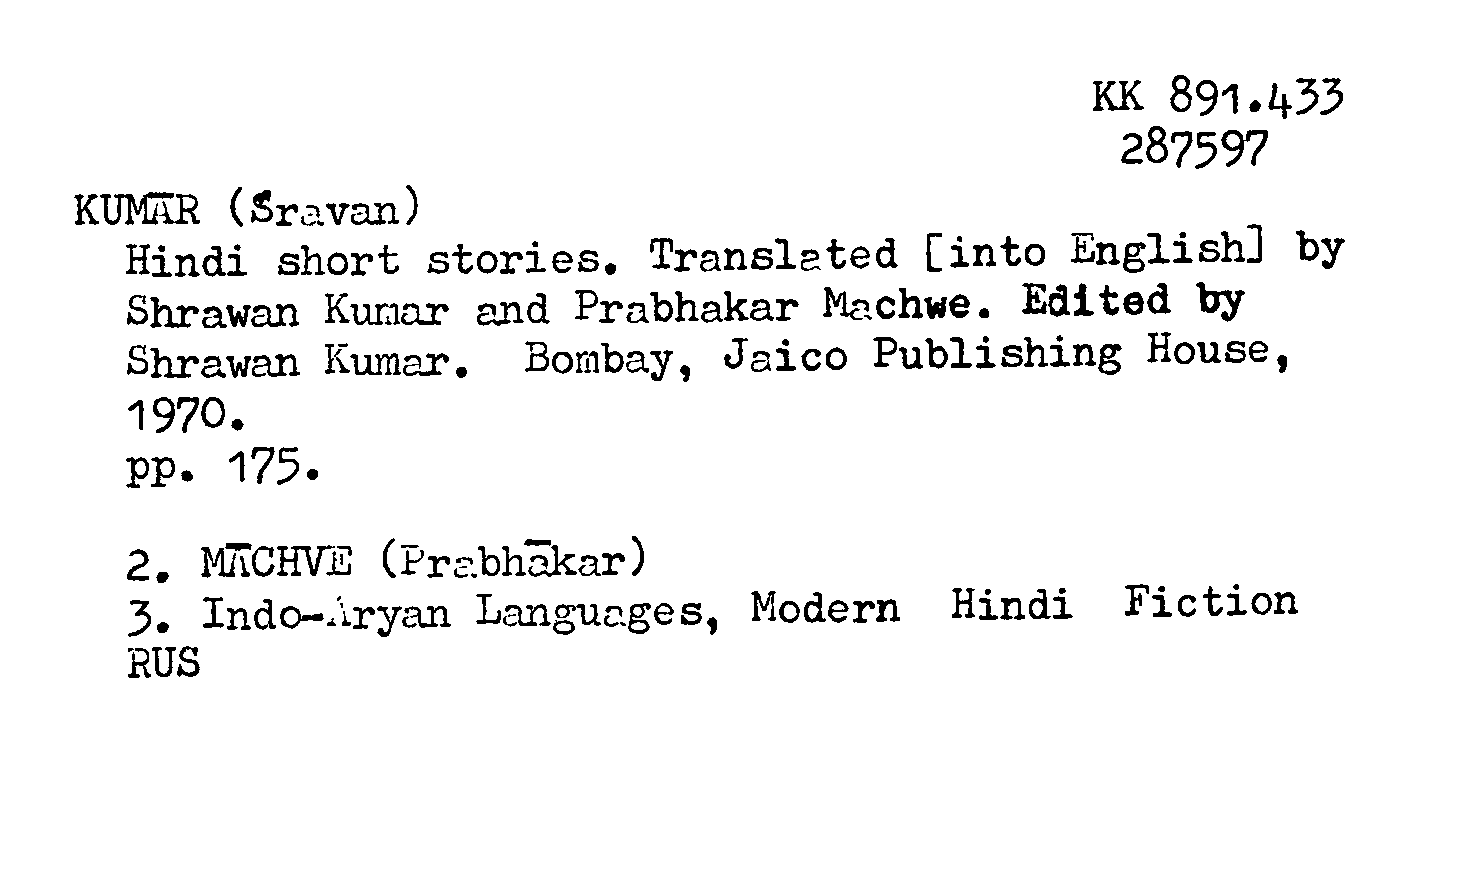 KK 891.433
287597
KUMĀR (Śravan)
Hindi short stories. Translated [into English] by
Shrawan Kumar and Prabhakar Machwe. Edited by
Shrawan Kumar. Bombay, Jaico Publishing House,
1970.
pp. 175.
2. MĀCHVE (Prabhākar)
3. Indo-Aryan Languages, Modern Hindi Fiction
RUS